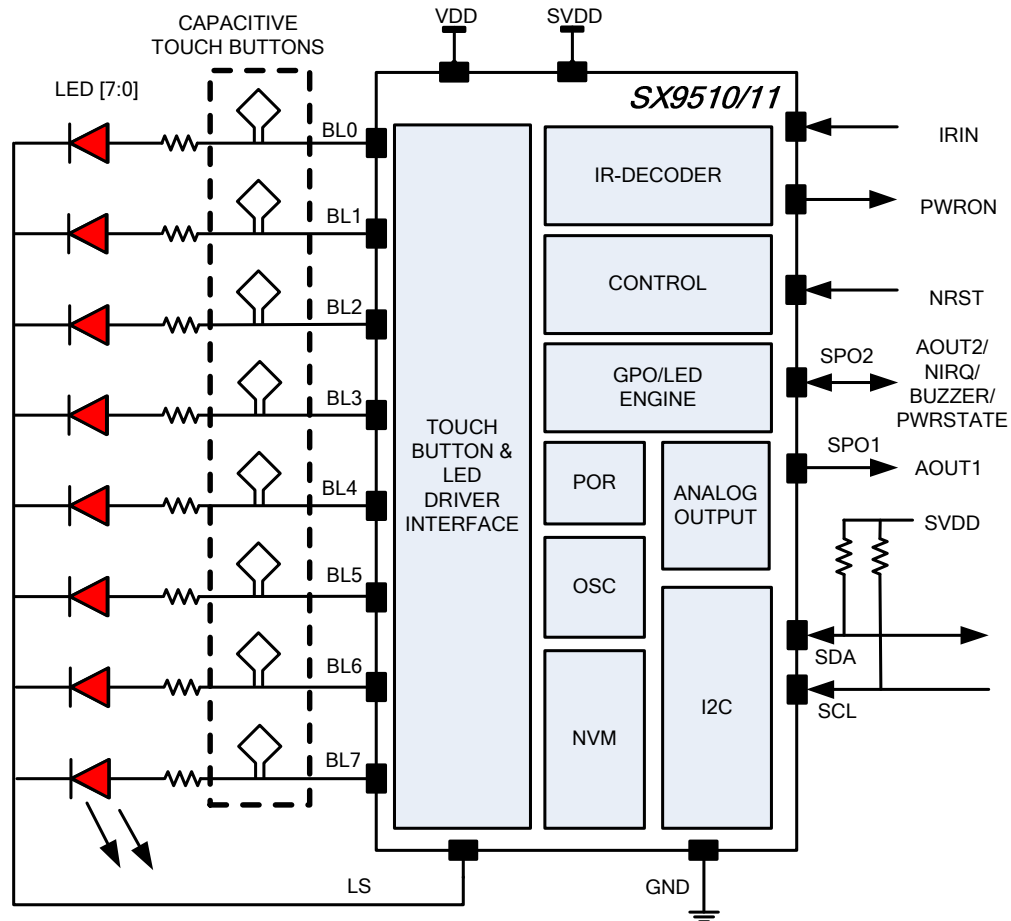 CAPACITIVE
TOUCH BUTTONS
VDD
SVDD
LED [7:0]
SX9510/11
BL0
BL1
BL2
BL3
BL4
BL5
BL6
BL7
TOUCH
BUTTON &
LED
DRIVER
INTERFACE
IR-DECODER
CONTROL
GPO/LED
ENGINE
POR
ANALOG
OUTPUT
OSC
NVM
I2C
IRIN
PWRON
NRST
SPO2
AOUT2/
NIRQ/
BUZZER/
PWRSTATE
SPO1
AOUT1
SVDD
SDA
SCL
LS
GND